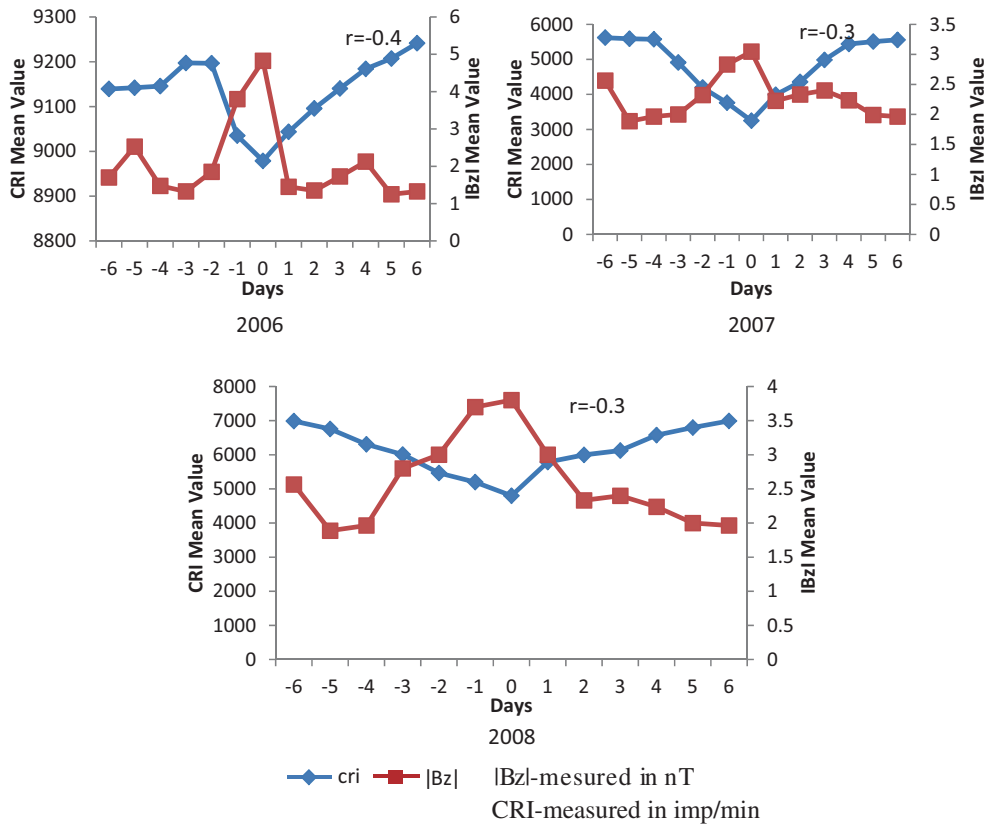 9300
9200
9100
9000
8900
8800
CRI Mean Value
6
5
4
3
2
1
0
IBzI Mean Value
r=-0.4
-6 -5 -4 -3 -2 -1 0 1 2 3 4 5 6
Days
2006
6000
5000
4000
3000
2000
1000
0
CRI Mean Value
3.5
3
2.5
2
1.5
1
0.5
0
IBzI Mean Value
r=-0.3
-6 -5 -4 -3 -2 -1 0 1 2 3 4 5 6
Days
2007
8000
7000
6000
5000
4000
3000
2000
1000
0
CRI Mean Value
4
3.5
3
2.5
2
1.5
1
0.5
0
IBzI Mean Value
r=-0.3
-6 -5 -4 -3 -2 -1 0 1 2 3 4 5 6
Days
2008
cri |Bz| |Bz|-mesured in nT
CRI-measured in imp/min